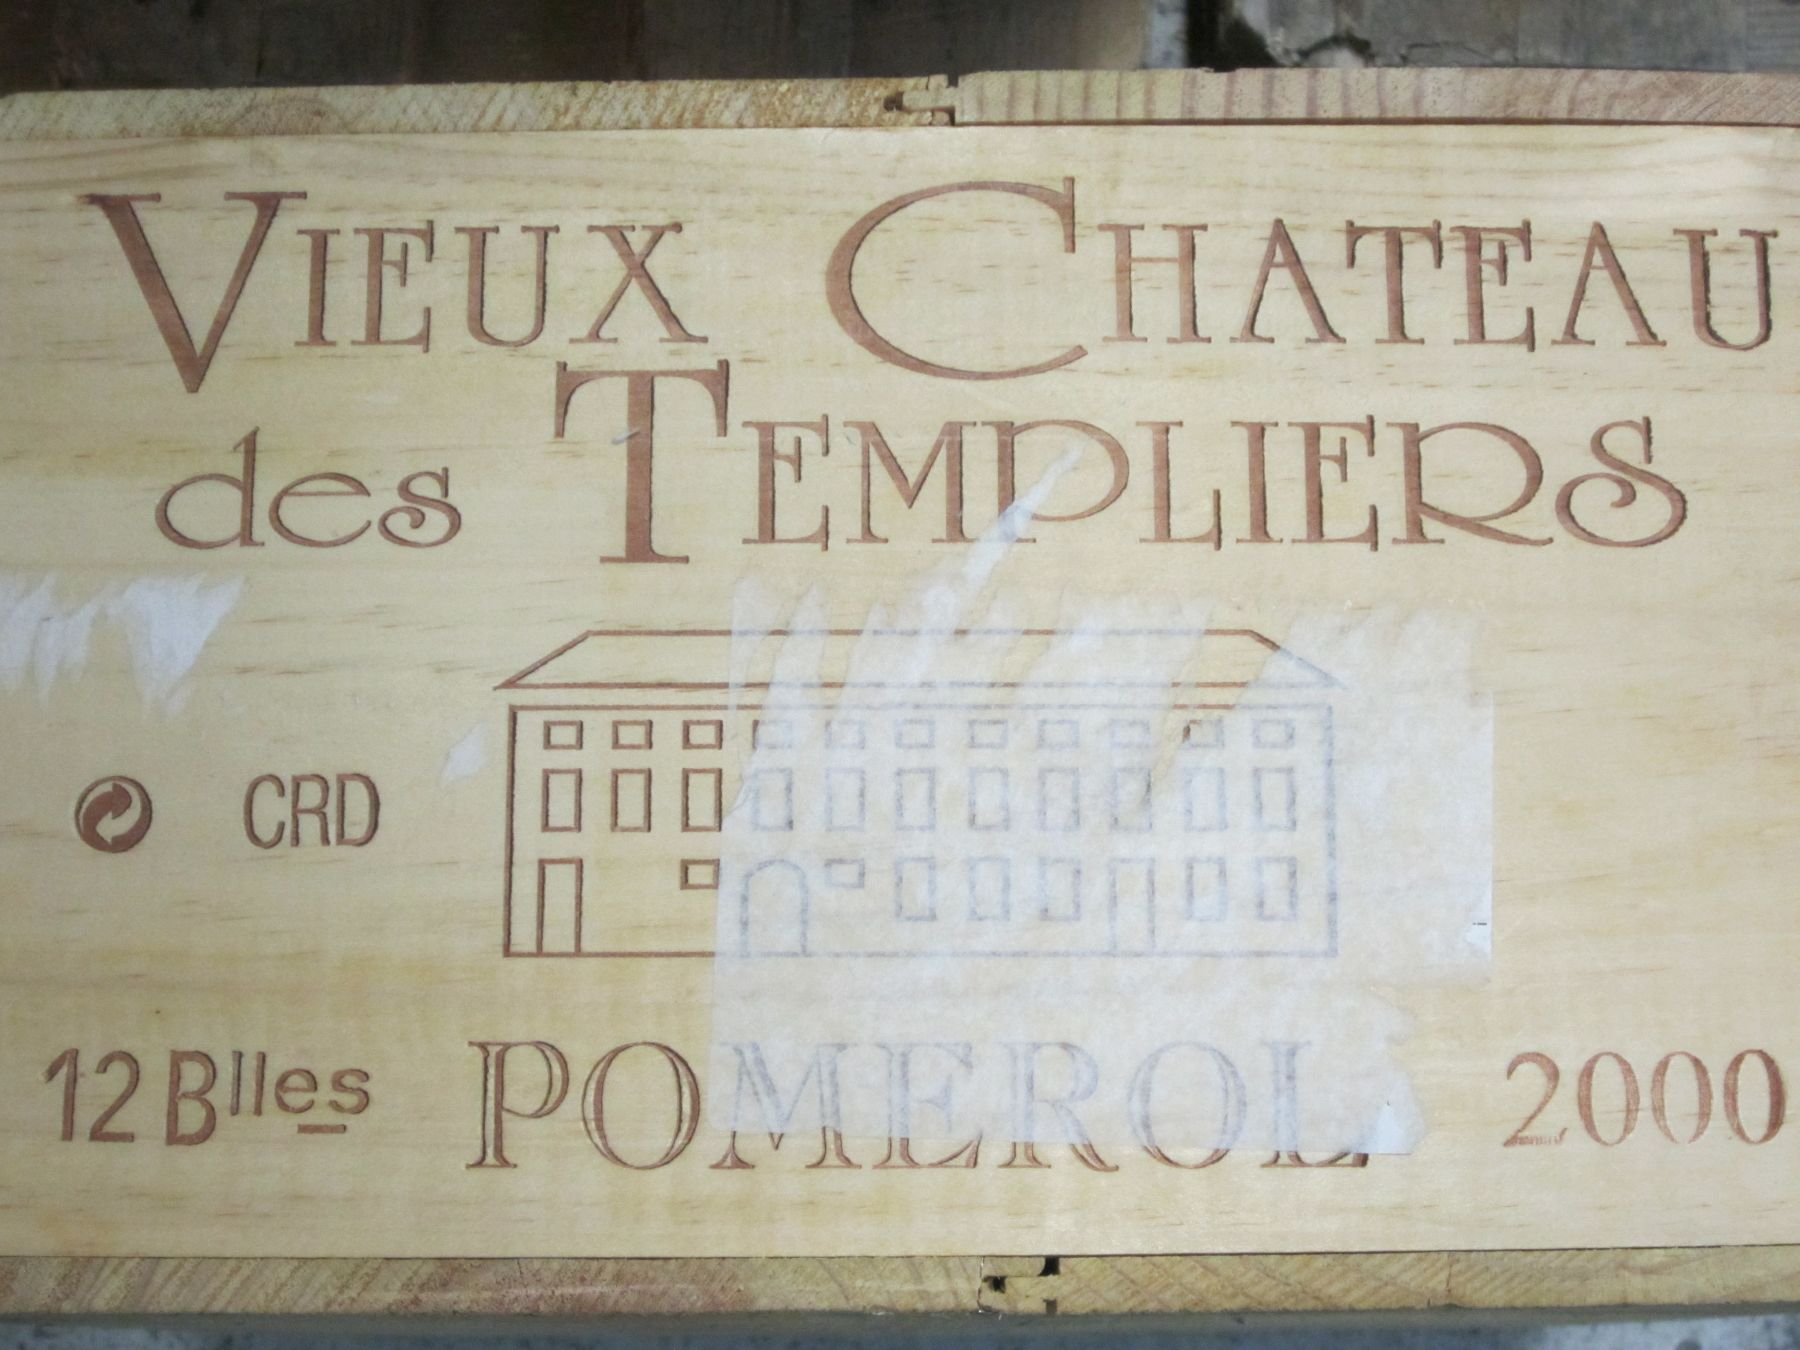 VIEUX CHATEAU
des TEMPLIERS
CRD
12 Blles POMEROL 2000